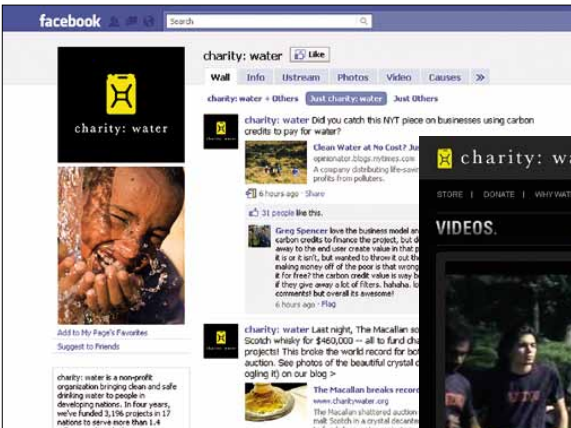 facebook
Search
charity: water Like
Wall Info Ustream Photos Video Causes »
charity: water + Others Just charity: water Just Others
charity: water
charity: water Did you catch this NYT piece on businesses using carbon
credits to pay for water?
Clean Water at No Cost? Ju
opinionator.blogs.nytimes.com
A company distributing life-savin
profits from polluters.
6 hours ago · Share
31 people like this.
Greg Spencer love the business model an
carbon credits to finance the project, but d
away to the end user create value in that p
it is or it isn't, but wanted to throw it out the
making money off of the poor is that wrong
it for free? the carbon credit value is way b
if they give away a lot of filters. hahaha. lo
comments! but overall its awesome!
6 hours ago · Flag
charity: water Last night, The Macallan so
Scotch whisky for $460,000 -- all to fund cha
projects! This broke the world record for bot
auction. See photos of the beautiful crystal c
ogling it) on our blog >
The Macallan breaks recor
www.charitywater.org
The Macallan shattered auction
malt Scotch in a crystal decante
Add to My Page's Favorites
Suggest to Friends
charity: water is a non-profit
organization bringing clean and safe
drinking water to people in
developing nations. In four years,
we've funded 3,196 projects in 17
nations to serve more than 1.4
charity: wa
STORE | DONATE | WHY WAT
VIDEOS.